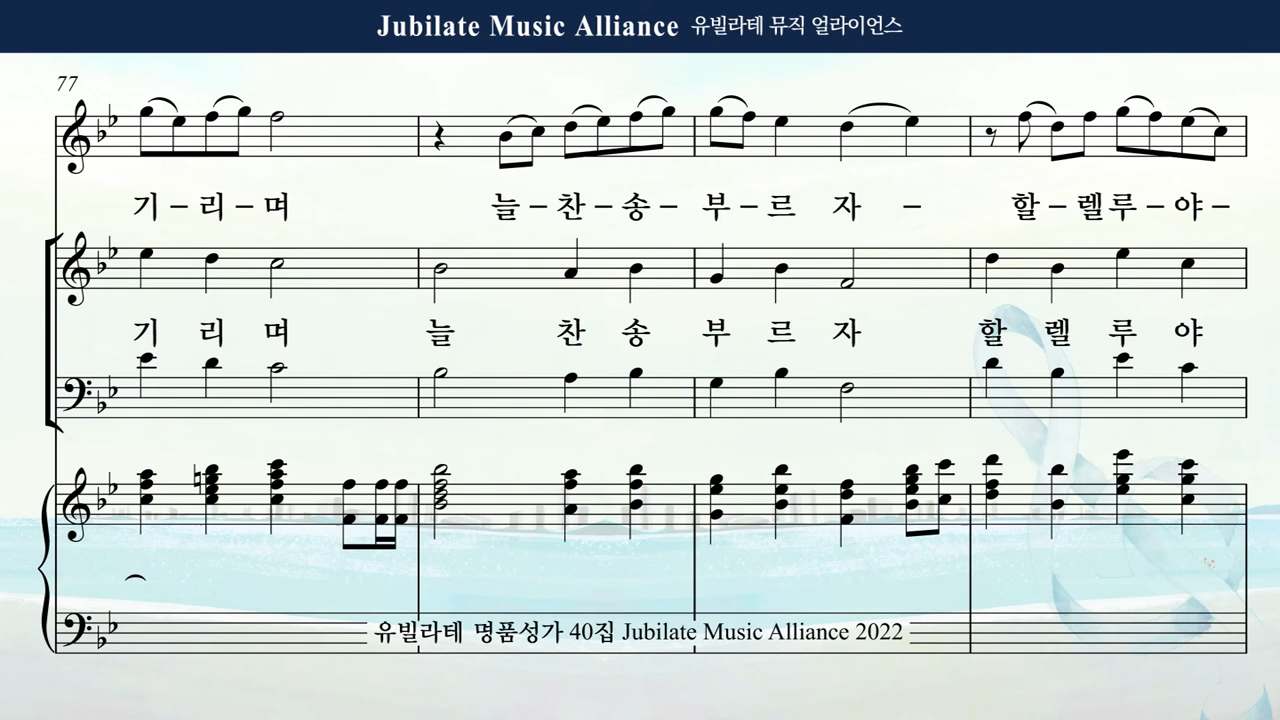 Jubilate Music Alliance 유빌라테 뮤직 얼라이언스
77
기 – 리 – 며 늘 – 찬 – 송 – 부 – 르 자 – 할 – 렐 루 – 야 –
기 리 며 늘 찬 송 부 르 자 할 렐 루 야
유빌라테 명품성가 40집 Jubilate Music Alliance 2022